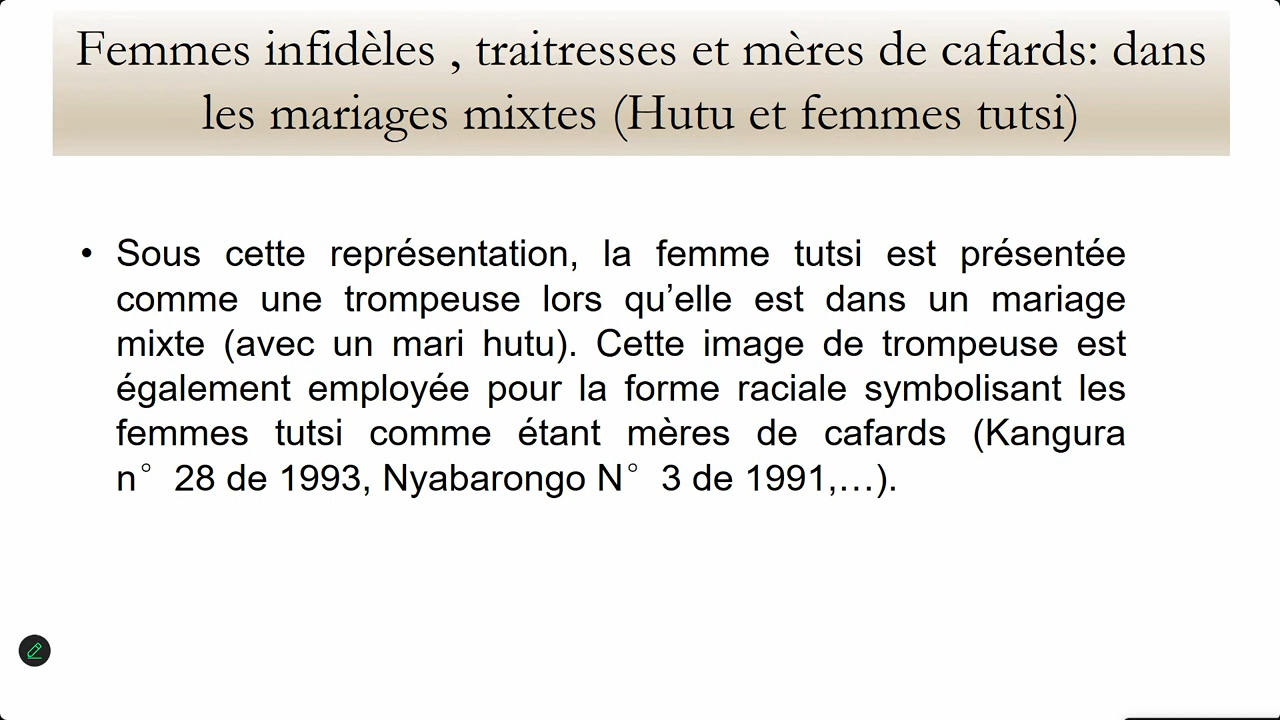 Femmes infidèles , traitresses et mères de cafards: dans
les mariages mixtes (Hutu et femmes tutsi)
• Sous cette représentation, la femme tutsi est présentée
comme une trompeuse lors qu’elle est dans un mariage
mixte (avec un mari hutu). Cette image de trompeuse est
également employée pour la forme raciale symbolisant les
femmes tutsi comme étant mères de cafards (Kangura
n° 28 de 1993, Nyabarongo N° 3 de 1991,…).